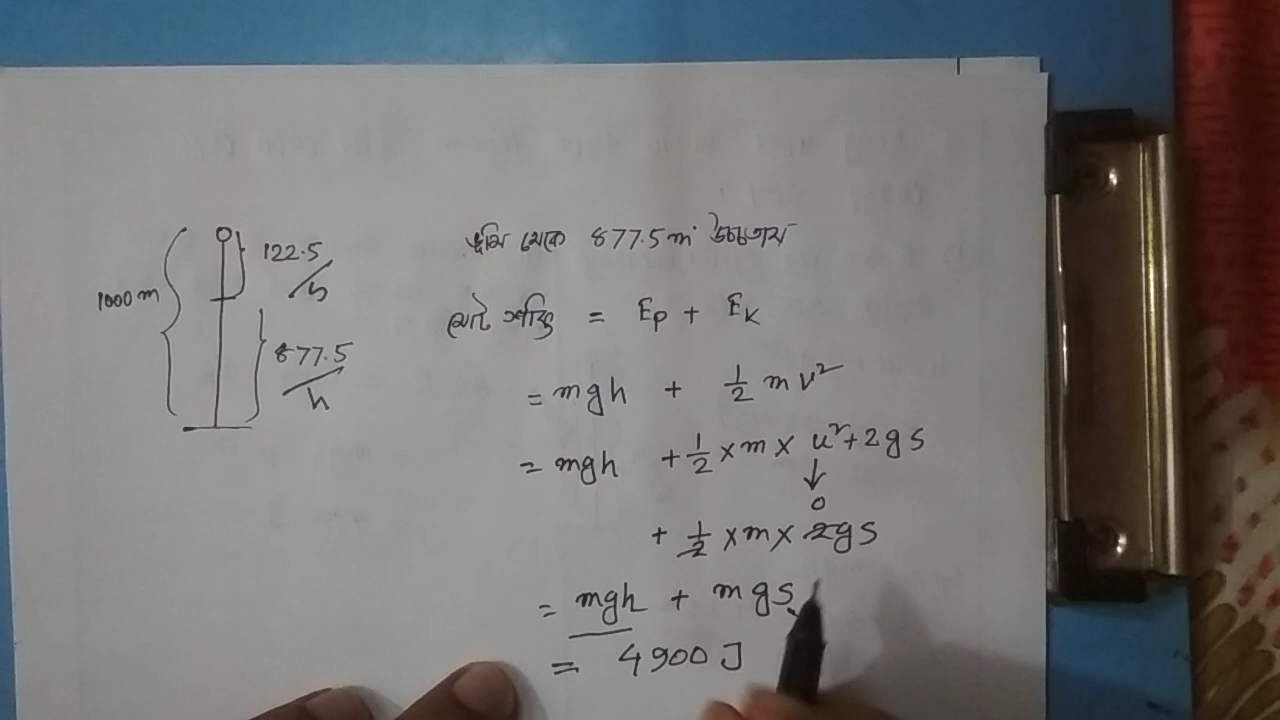 ভূমি থেকে 877.5 m উচ্চতায়
1000 m
122.5
h
877.5
h
মোট শক্তি = Ep + Ek
= mgh + 1/2 mv²
= mgh + 1/2 × m × u² + 2gs
↓
0
+ 1/2 × m × 2gs
= mgh + mgs
= 4900 J